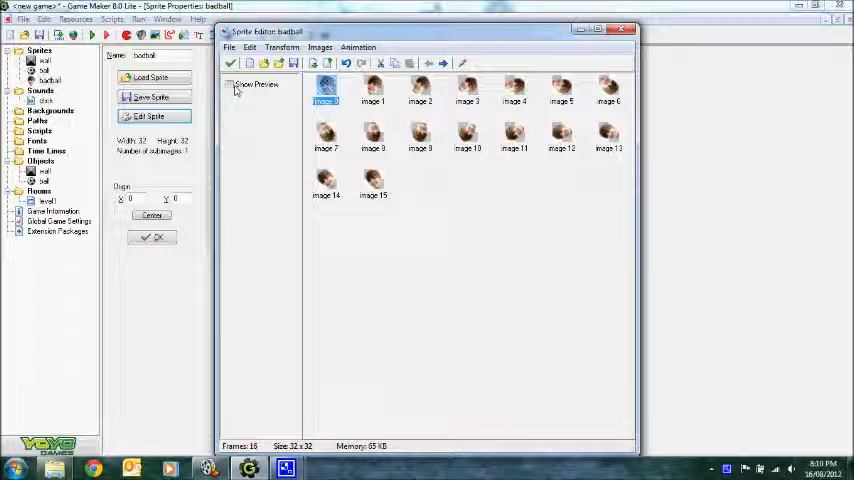 <new game>* - Game Maker 8.0 Lite - [Sprite Properties: badball]
File Edit Resources Scripts Run Window Help
Sprites
wall
ball
badball
Sounds
click
Backgrounds
Paths
Scripts
Fonts
Time Lines
Objects
wall
ball
Rooms
level1
Game Information
Global Game Settings
Extension Packages
YOYO
GAMES
Name: badball
Load Sprite
Save Sprite
Edit Sprite
Width: 32 Height: 32
Number of subimages: 1
Origin
X 0 Y 0
Center
OK
Sprite Editor: badball
File Edit Transform Images Animation
Show Preview
image 0 image 1 image 2 image 3 image 4 image 5 image 6
image 7 image 8 image 9 image 10 image 11 image 12 image 13
image 14 image 15
Frames: 16 Size: 32 x 32 Memory: 65 KB
8:10 PM
16/08/2012